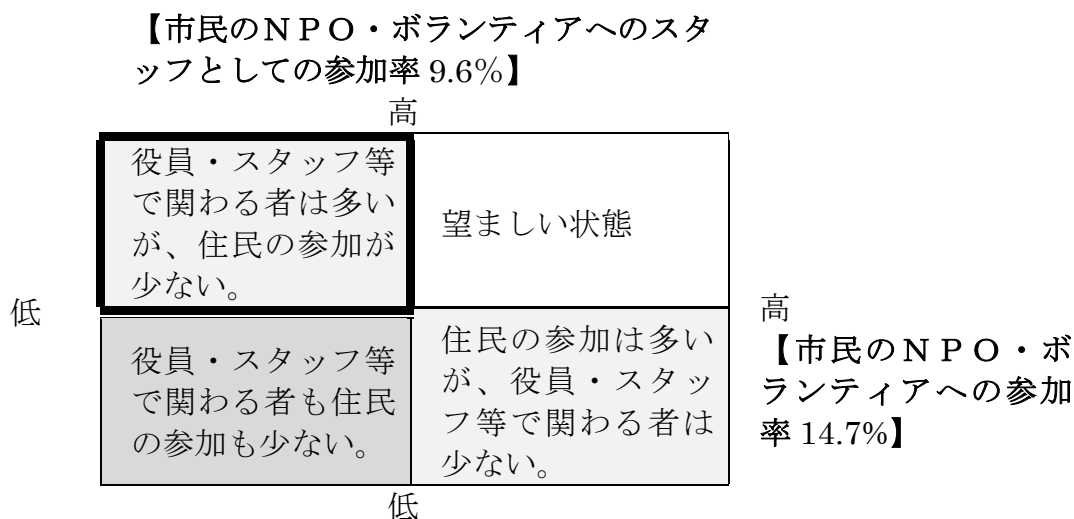 【市民のNPO・ボランティアへのスタ
ッフとしての参加率 9.6%】
高
役員・スタッフ等
で関わる者は多い
が、住民の参加が
少ない。
望ましい状態
低
高
【市民のNPO・ボ
ランティアへの参加
率 14.7%】
役員・スタッフ等
で関わる者も住民
の参加も少ない。
住民の参加は多い
が、役員・スタッ
フ等で関わる者は
少ない。
低